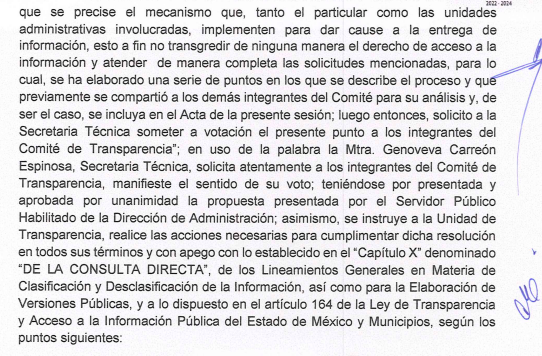 2022 - 2024
que se precise el mecanismo que, tanto el particular como las unidades
administrativas involucradas, implementen para dar cause a la entrega de
información, esto a fin no transgredir de ninguna manera el derecho de acceso a la
información y atender de manera completa las solicitudes mencionadas, para lo
cual, se ha elaborado una serie de puntos en los que se describe el proceso y que
previamente se compartió a los demás integrantes del Comité para su análisis y, de
ser el caso, se incluya en el Acta de la presente sesión; luego entonces, solicito a la
Secretaria Técnica someter a votación el presente punto a los integrantes del
Comité de Transparencia”; en uso de la palabra la Mtra. Genoveva Carreón
Espinosa, Secretaria Técnica, solicita atentamente a los integrantes del Comité de
Transparencia, manifieste el sentido de su voto; teniéndose por presentada y
aprobada por unanimidad la propuesta presentada por el Servidor Público
Habilitado de la Dirección de Administración; asimismo, se instruye a la Unidad de
Transparencia, realice las acciones necesarias para cumplimentar dicha resolución
en todos sus términos y con apego con lo establecido en el “Capítulo X” denominado
“DE LA CONSULTA DIRECTA”, de los Lineamientos Generales en Materia de
Clasificación y Desclasificación de la Información, así como para la Elaboración de
Versiones Públicas, y a lo dispuesto en el artículo 164 de la Ley de Transparencia
y Acceso a la Información Pública del Estado de México y Municipios, según los
puntos siguientes: